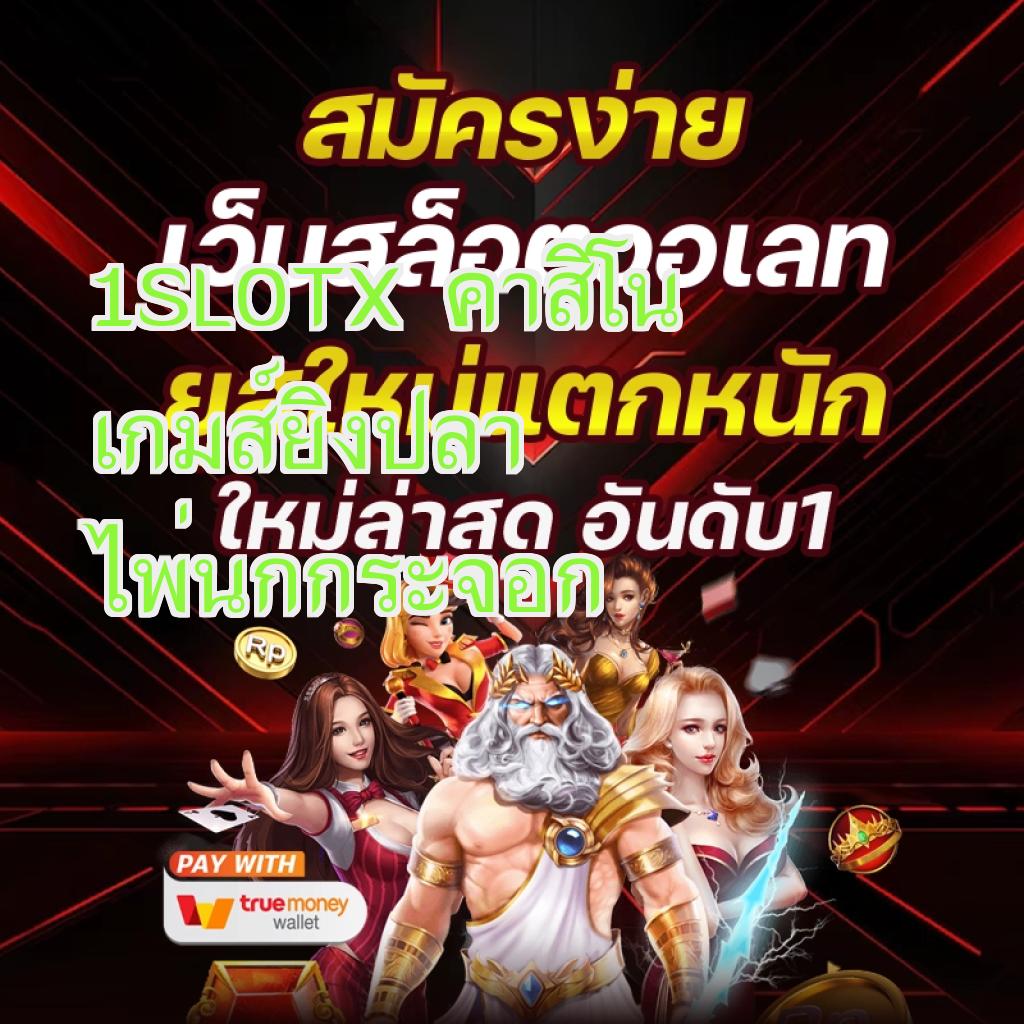 สมัครง่าย
เว็บสล็อตวอเลท
1SLOTX คาสิโน
แตกหนัก
เกมส์ยิงปลา
ใหม่ล่าสุด อันดับ1
ไพ่นกกระจอก
Rp
PAY WITH
truemoney
wallet